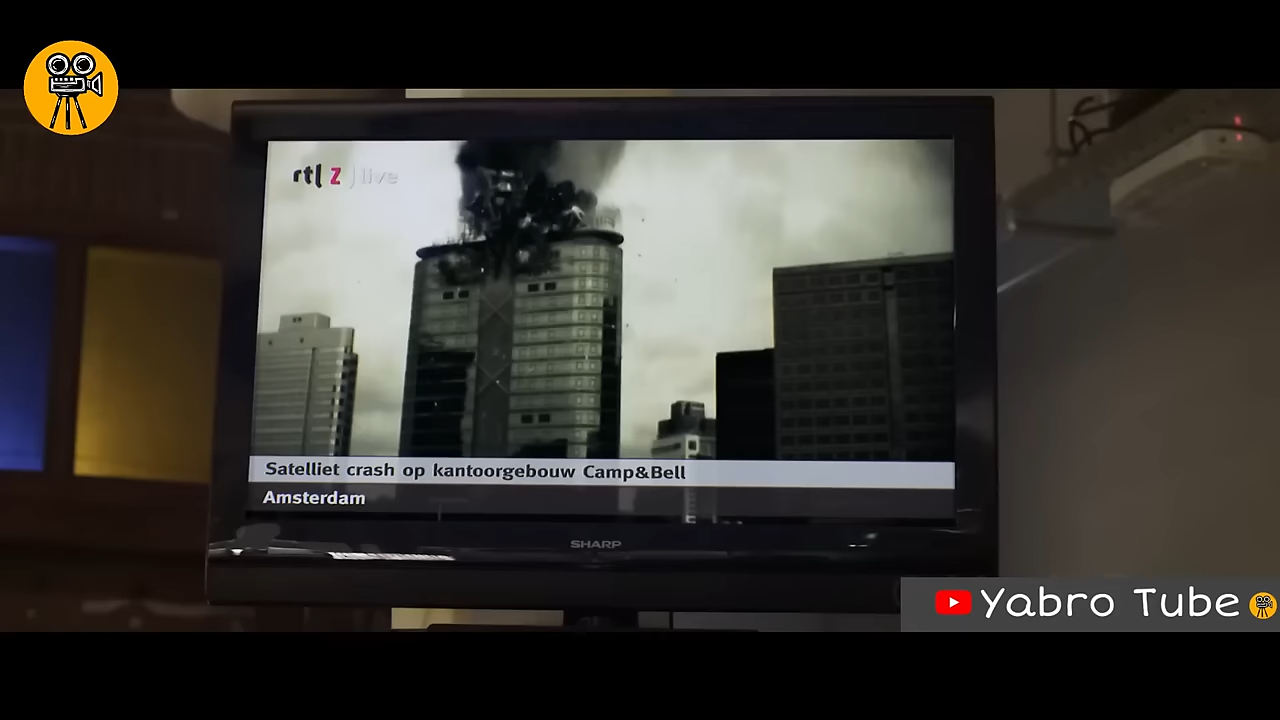 rtl z live
Satelliet crash op kantoorgebouw Camp&Bell
Amsterdam
SHARP
Yabro Tube